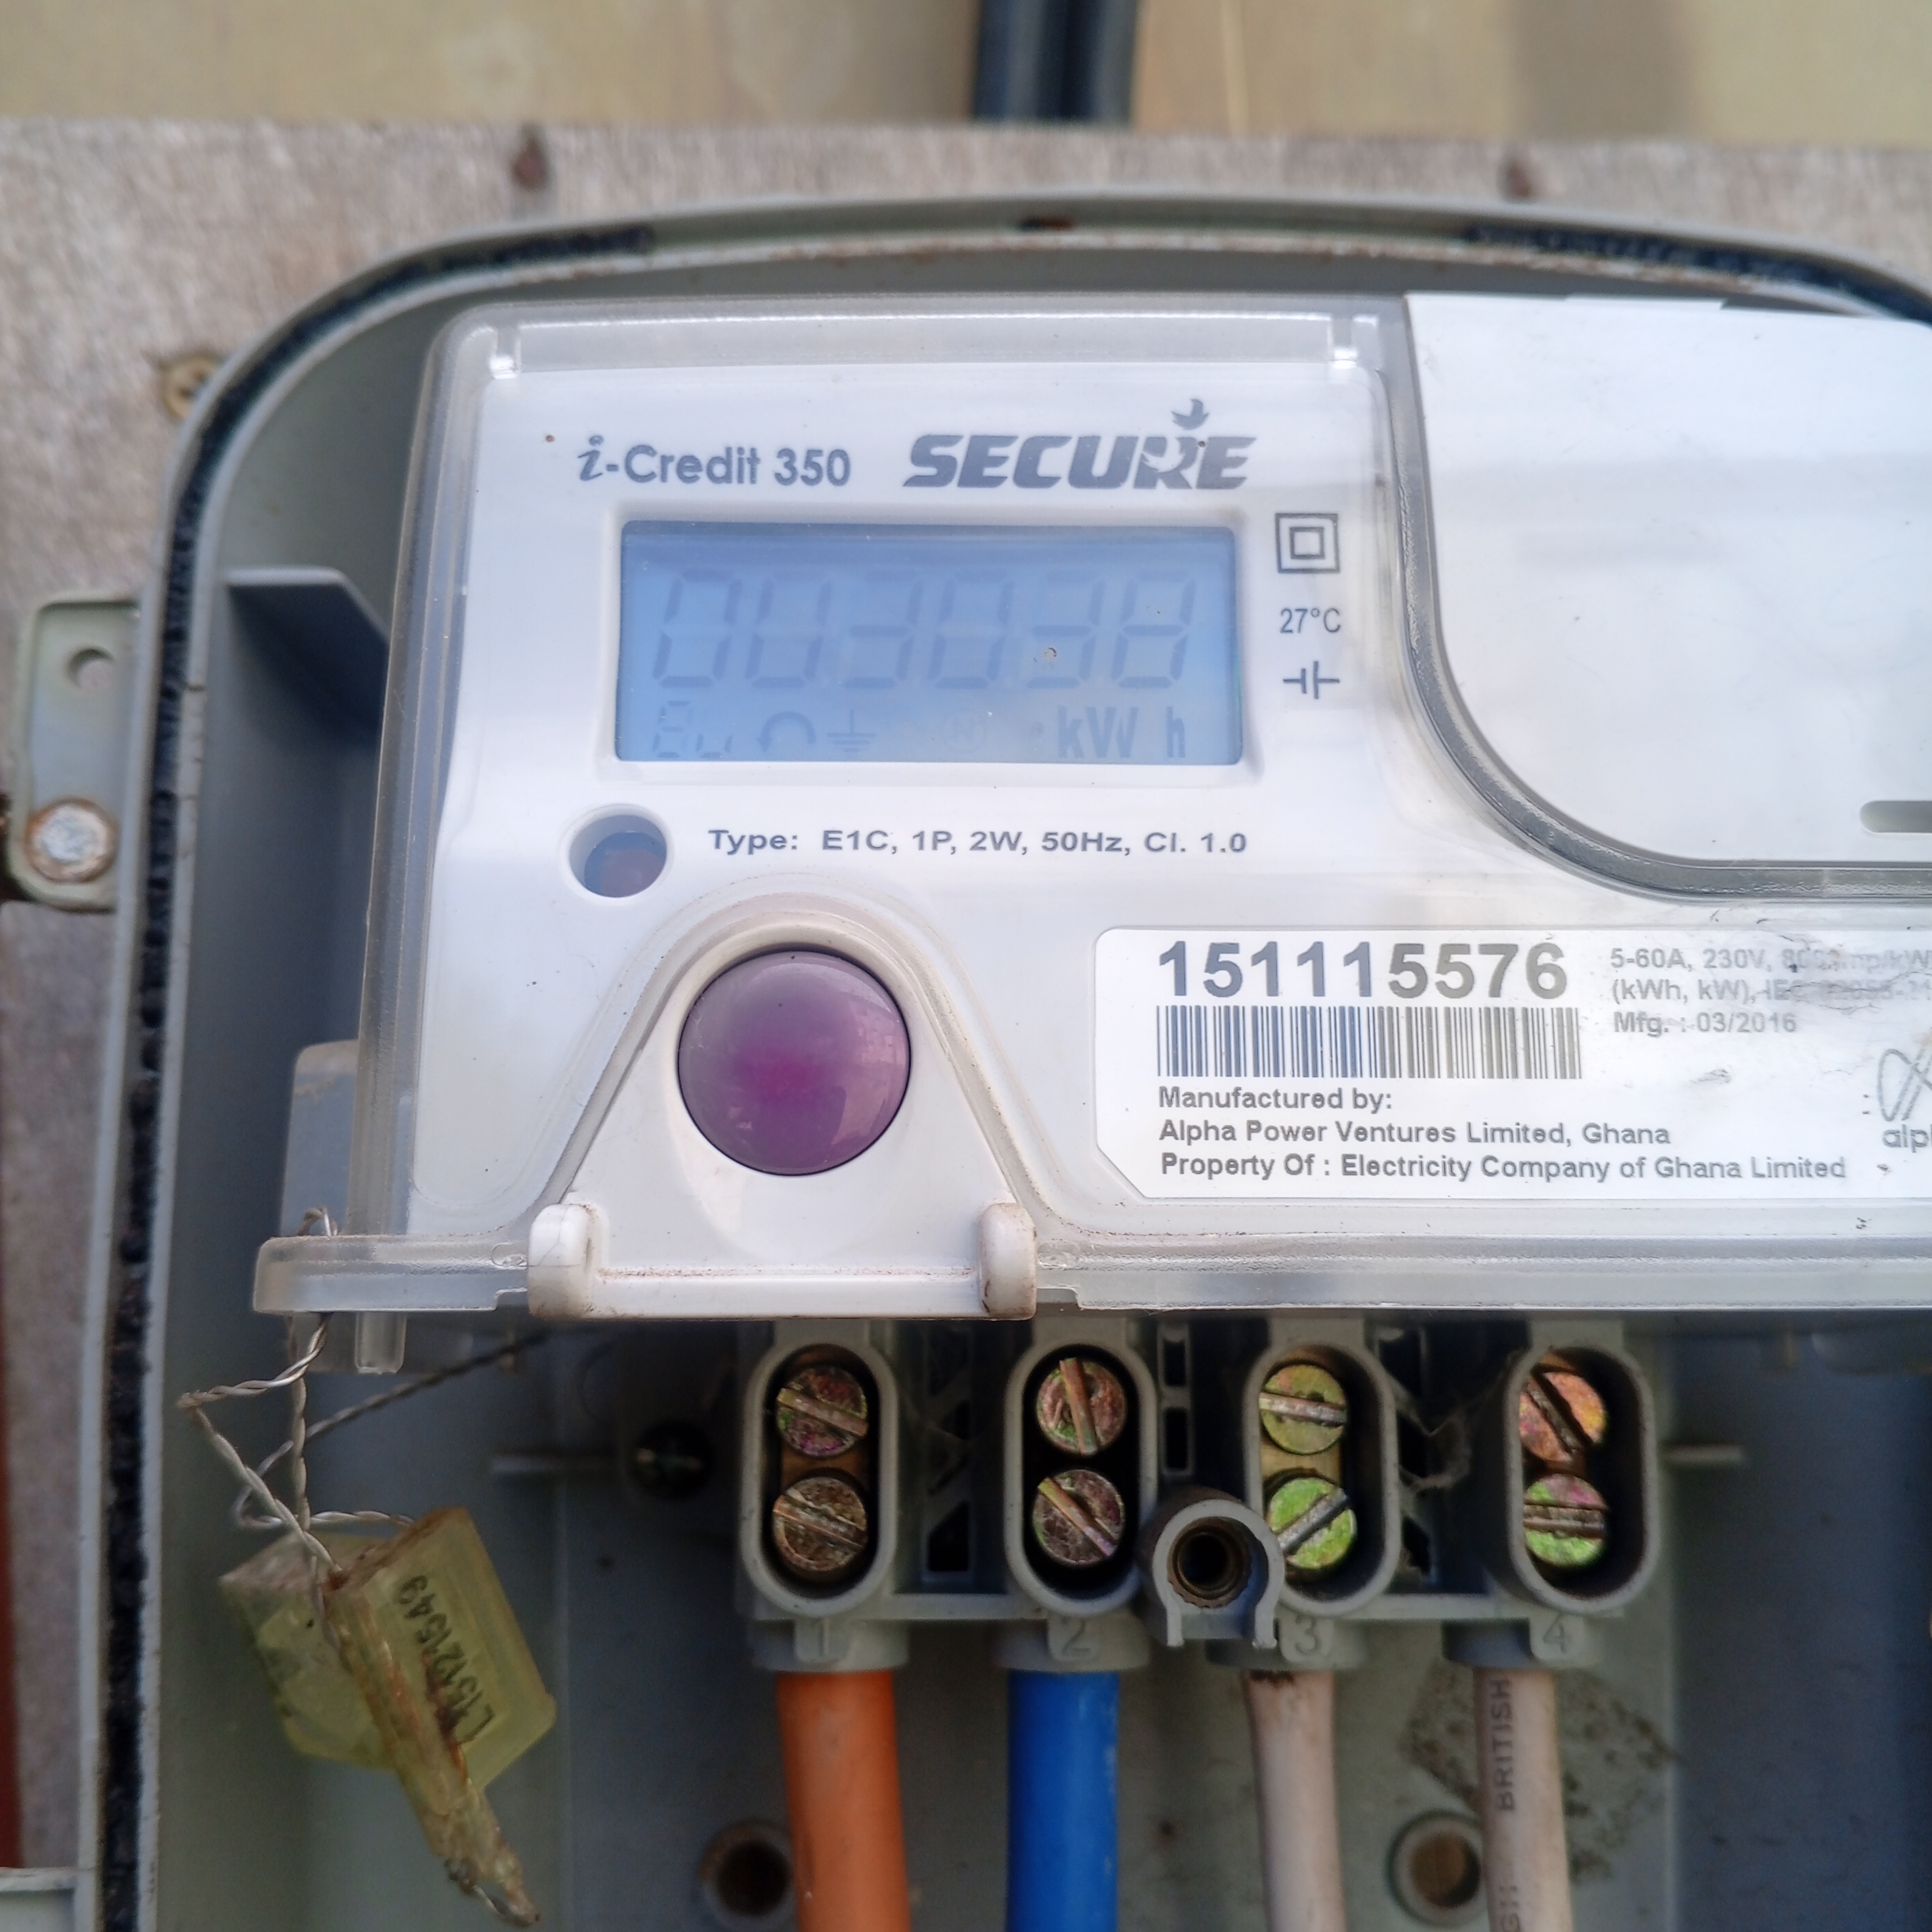 i-Credit 350 SECURE
27°C
kW h
Type: E1C, 1P, 2W, 50Hz, Cl. 1.0
151115576
5-60A, 230V,
(kWh, kW),
Mfg. : 03/2016
Manufactured by:
Alpha Power Ventures Limited, Ghana
Property Of : Electricity Company of Ghana Limited
1 2 3 4
BRITISH